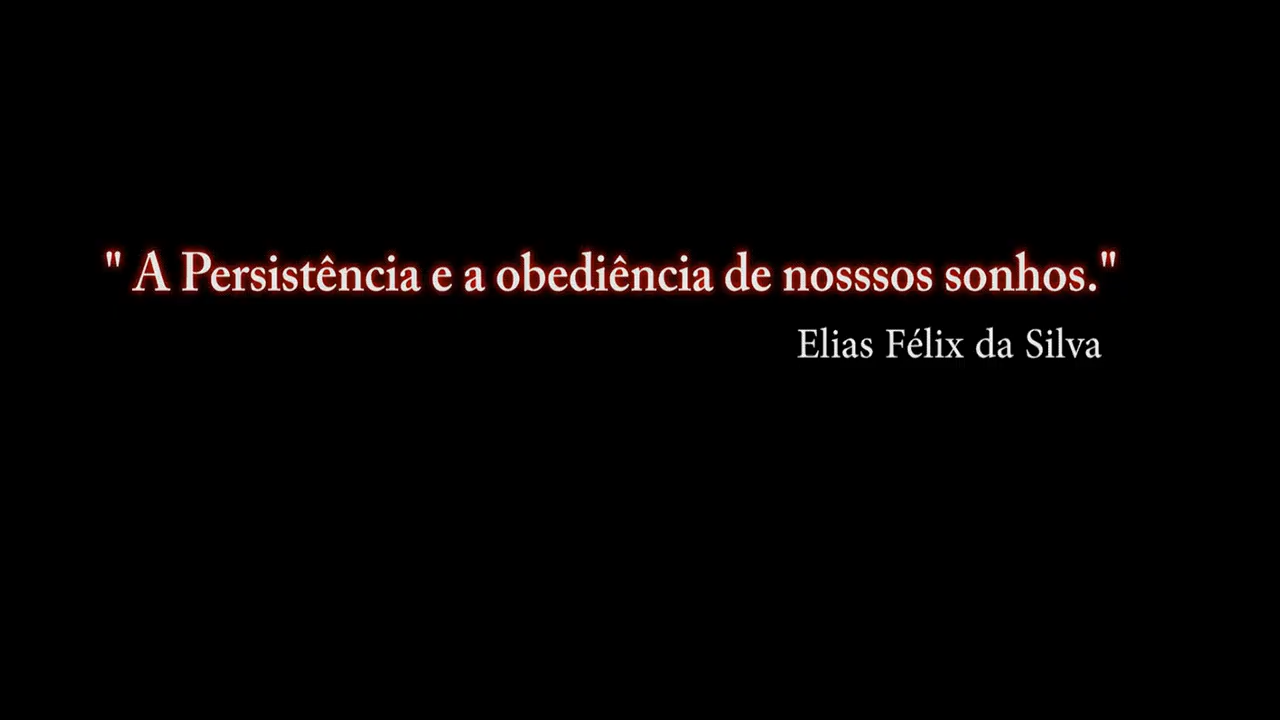 " A Persistência e a obediência de nosssos sonhos."
Elias Félix da Silva